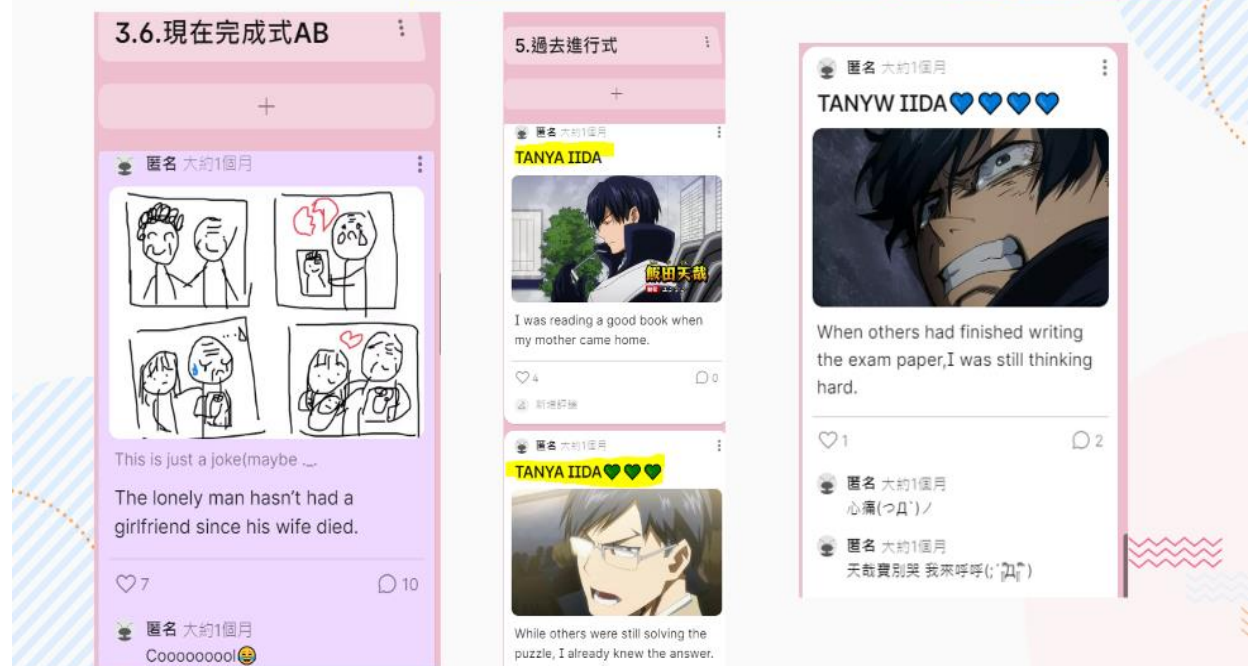 3.6.現在完成式AB
匿名 大約1個月
This is just a joke(maybe ._.
The lonely man hasn't had a
girlfriend since his wife died.
7
10
匿名 大約1個月
Cooooooool😂
5.過去進行式
匿名 大約1個月
TANYA IIDA
飯田天哉
I was reading a good book when
my mother came home.
4
0
新增評論
匿名 大約1個月
TANYA IIDA💚💚💚
While others were still solving the
puzzle, I already knew the answer.
匿名 大約1個月
TANYW IIDA💙💙💙💙
When others had finished writing
the exam paper,I was still thinking
hard.
1
2
匿名 大約1個月
心痛(つД`)ノ
匿名 大約1個月
天哉寶別哭 我來呼呼